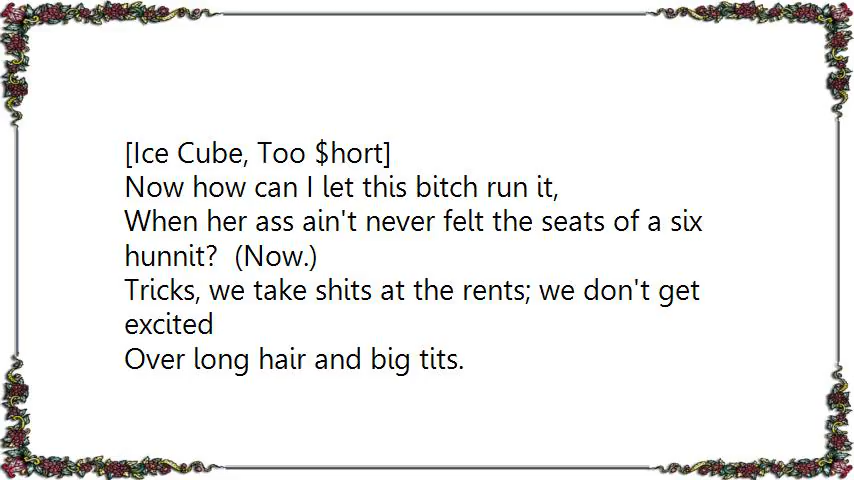 [Ice Cube, Too $hort]
Now how can I let this bitch run it,
When her ass ain't never felt the seats of a six
hunnit?  (Now.)
Tricks, we take shits at the rents; we don't get
excited
Over long hair and big tits.